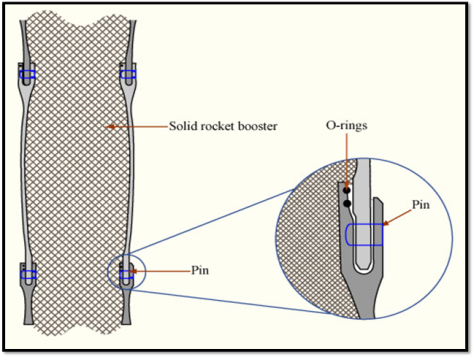 Solid rocket booster
O-rings
Pin
Pin